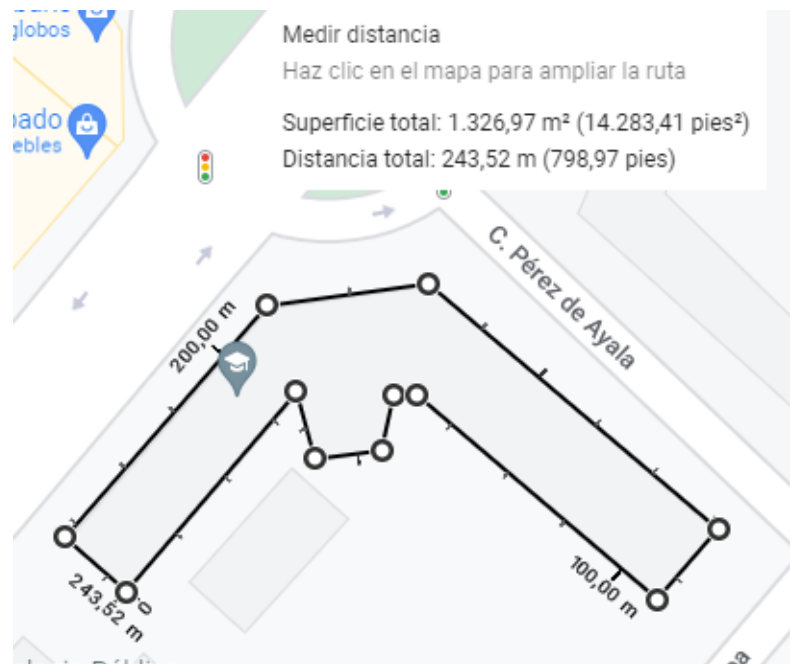 globos
Medir distancia
Haz clic en el mapa para ampliar la ruta
Superficie total: 1.326,97 m² (14.283,41 pies²)
Distancia total: 243,52 m (798,97 pies)
C. Pérez de Ayala
200,00 m
100,00 m
243,52 m
0